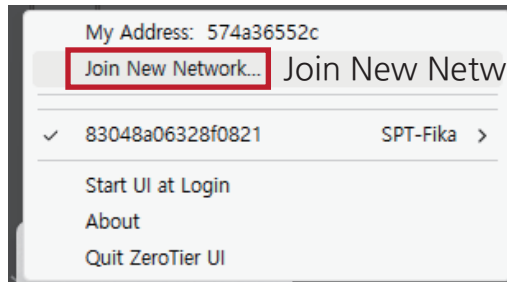 My Address: 574a36552c
Join New Network... Join New Netw
83048a06328f0821 SPT-Fika
Start UI at Login
About
Quit ZeroTier UI